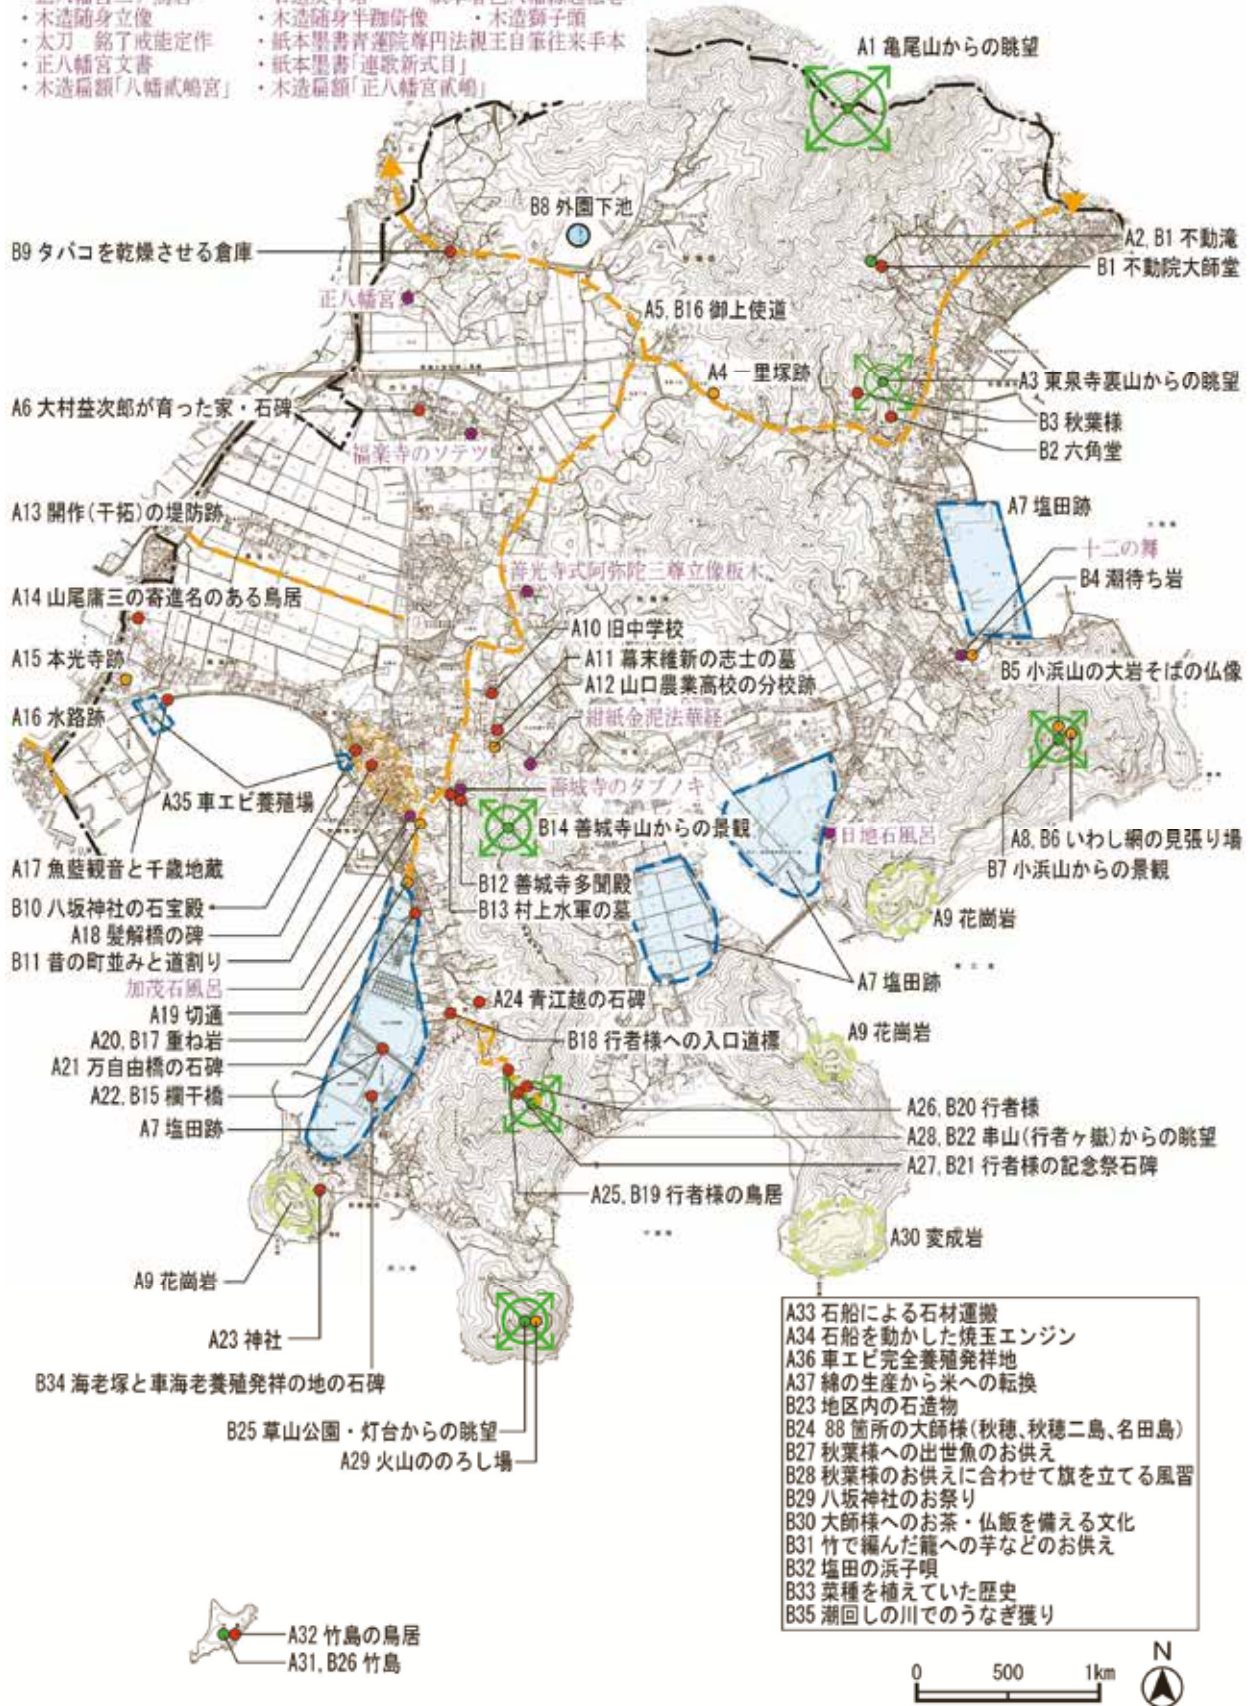 ・木造随身立像
・木造随身半跏倚像
・木造獅子頭
・太刀 銘了戒能定作
・紙本墨書青蓮院尊円法親王自筆往来手本
・正八幡宮文書
・紙本墨書「連歌新式目」
・木造扁額「八幡貳嶋宮」
・木造扁額「正八幡宮貳嶋」
A1 亀尾山からの眺望
B8 外園下池
B9 タバコを乾燥させる倉庫
A2, B1 不動滝
B1 不動院大師堂
正八幡宮
A5, B16 御上使道
A4 一里塚跡
A3 東泉寺裏山からの眺望
A6 大村益次郎が育った家・石碑
B3 秋葉様
福楽寺のソテツ
B2 六角堂
A13 開作(干拓)の堤防跡
A7 塩田跡
十二の舞
善光寺式阿弥陀三尊立像板木
B4 潮待ち岩
A14 山尾庸三の寄進名のある鳥居
A10 旧中学校
A15 本光寺跡
A11 幕末維新の志士の墓
B5 小浜山の大岩そばの仏像
A12 山口農業高校の分校跡
A16 水路跡
紺紙金泥法華経
善城寺のタブノキ
A35 車エビ養殖場
B14 善城寺山からの景観
日地石風呂
A8, B6 いわし網の見張り場
A17 魚藍観音と千歳地蔵
B7 小浜山からの景観
B12 善城寺多聞殿
B10 八坂神社の石宝殿
B13 村上水軍の墓
A9 花崗岩
A18 髪解橋の碑
B11 昔の町並みと道割り
加茂石風呂
A7 塩田跡
A24 青江越の石碑
A19 切通
A20, B17 重ね岩
B18 行者様への入口道標
A9 花崗岩
A21 万自由橋の石碑
A22, B15 欄干橋
A26, B20 行者様
A7 塩田跡
A28, B22 串山(行者ヶ嶽)からの眺望
A27, B21 行者様の記念祭石碑
A25, B19 行者様の鳥居
A30 変成岩
A9 花崗岩
A23 神社
B34 海老塚と車海老養殖発祥の地の石碑
B25 草山公園・灯台からの眺望
A29 火山ののろし場
A33 石船による石材運搬
A34 石船を動かした焼玉エンジン
A36 車エビ完全養殖発祥地
A37 綿の生産から米への転換
B23 地区内の石造物
B24 88箇所の大師様(秋穂、秋穂二島、名田島)
B27 秋葉様への出世魚のお供え
B28 秋葉様のお供えに合わせて旗を立てる風習
B29 八坂神社のお祭り
B30 大師様へのお茶・仏飯を備える文化
B31 竹で編んだ籠への芋などのお供え
B32 塩田の浜子唄
B33 菜種を植えていた歴史
B35 潮回しの川でのうなぎ獲り
A32 竹島の鳥居
A31, B26 竹島
0 500 1km
N